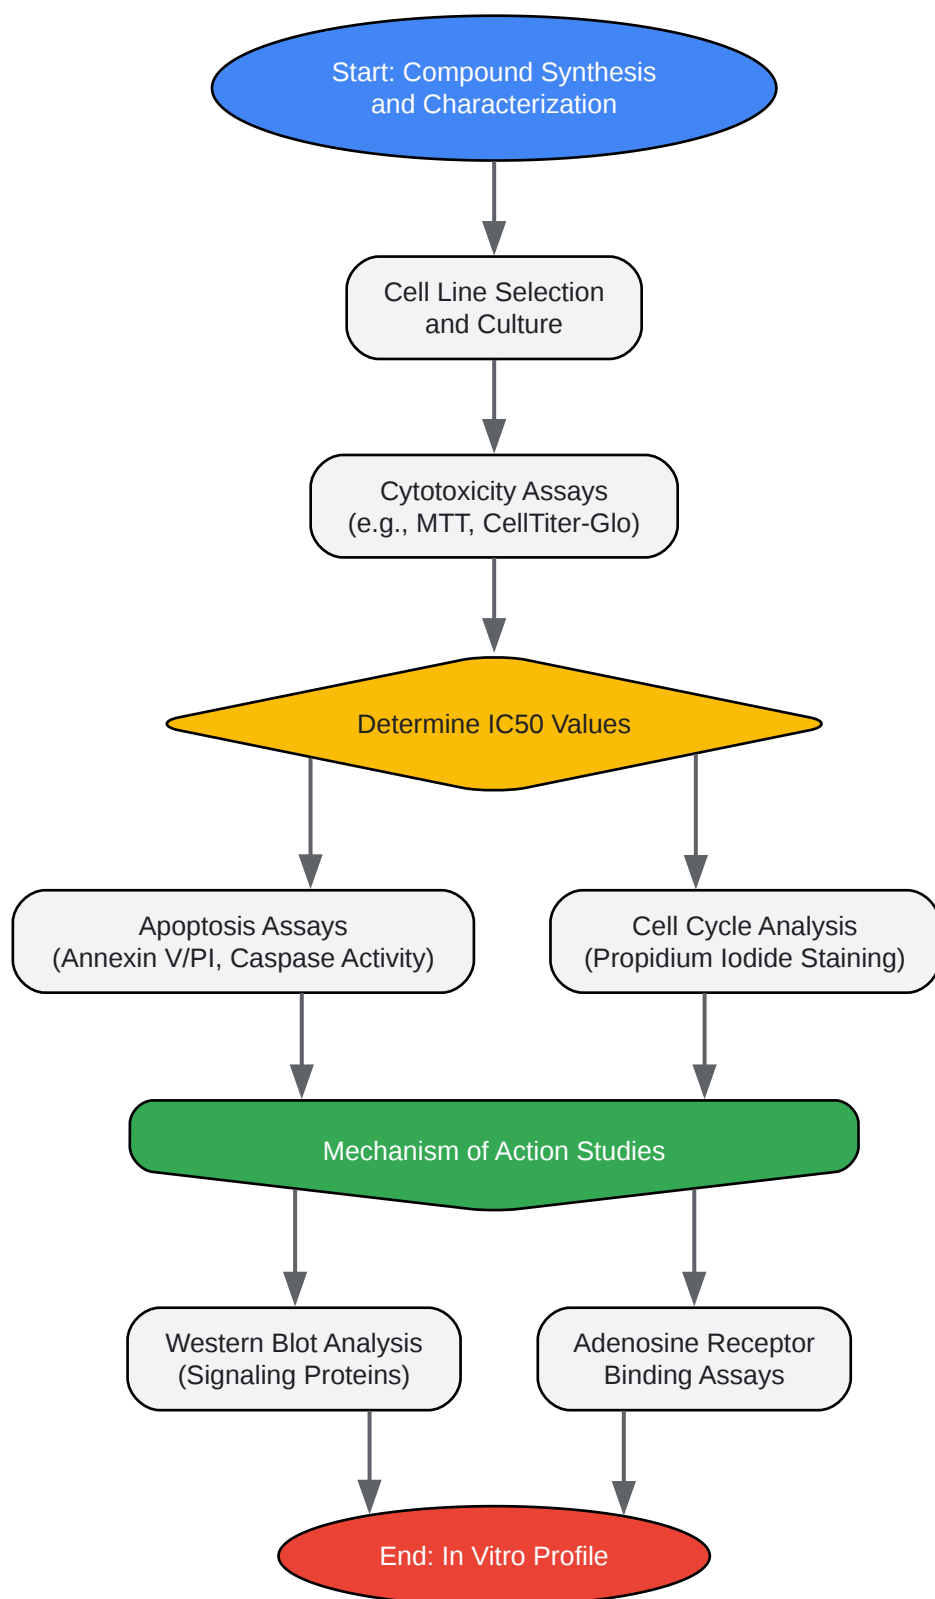 Start: Compound Synthesis
and Characterization
Cell Line Selection
and Culture
Cytotoxicity Assays
(e.g., MTT, CellTiter-Glo)
Determine IC50 Values
Apoptosis Assays
(Annexin V/PI, Caspase Activity)
Cell Cycle Analysis
(Propidium Iodide Staining)
Mechanism of Action Studies
Western Blot Analysis
(Signaling Proteins)
Adenosine Receptor
Binding Assays
End: In Vitro Profile